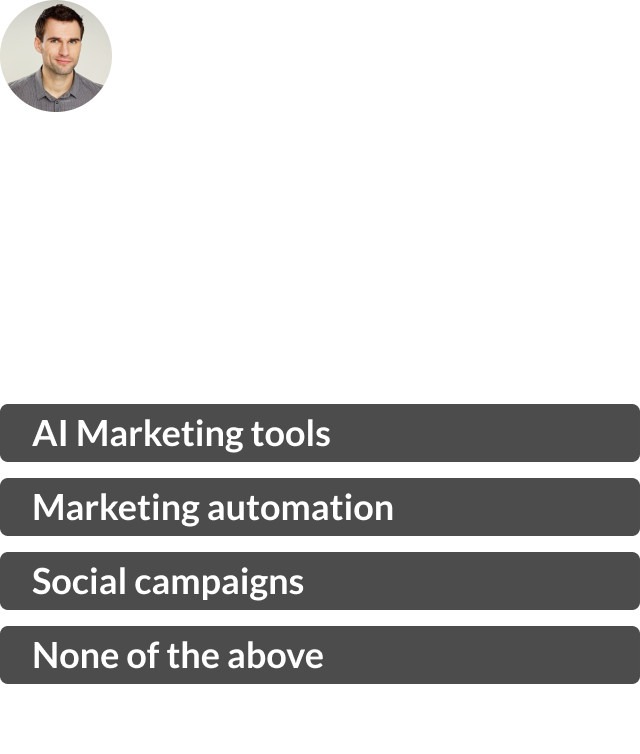 AI Marketing tools
Marketing automation
Social campaigns
None of the above